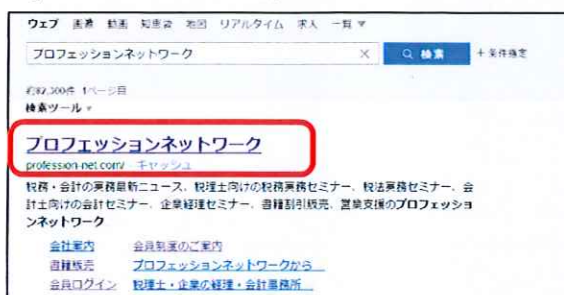 ウェブ 画像 動画 知恵袋 地図 リアルタイム 求人 一覧▼
プロフェッションネットワーク × 検索 +条件指定
約82,300件 1ページ目
検索ツール▼
プロフェッションネットワーク
profession-net.com/ - キャッシュ
税務・会計の実務最新ニュース、税理士向けの税務実務セミナー、税法実務セミナー、会
計士向けの会計セミナー、企業経理セミナー、書籍割引販売、営業支援のプロフェッショ
ンネットワーク
会社案内 会員制度のご案内
書籍販売 プロフェッションネットワークから ...
会員ログイン 税理士・企業の経理・会計事務所 ...